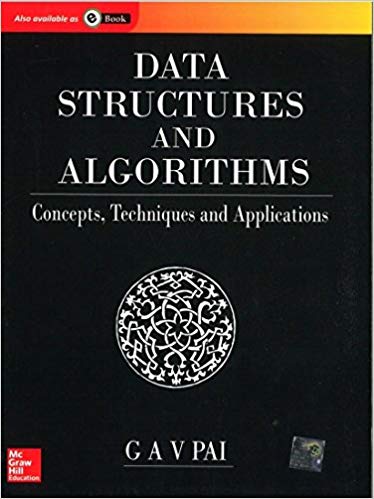 Also available as e Book
DATA
STRUCTURES
AND
ALGORITHMS
Concepts, Techniques and Applications
Mc
Graw
Hill
Education
G A V PAI